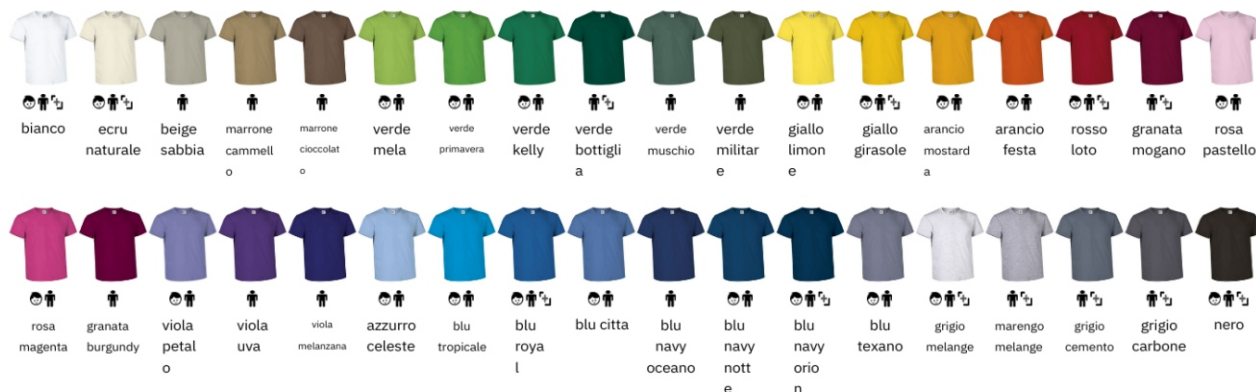 bianco
ecru
naturale
beige
sabbia
marrone
cammell
o
marrone
cioccolat
o
verde
mela
verde
primavera
verde
kelly
verde
bottigli
a
verde
muschio
verde
militar
e
giallo
limon
e
giallo
girasole
arancio
mostard
a
arancio
festa
rosso
loto
granata
mogano
rosa
pastello
rosa
magenta
granata
burgundy
viola
petal
o
viola
uva
viola
melanzana
azzurro
celeste
blu
tropicale
blu
roya
l
blu citta
blu
navy
oceano
blu
navy
nott
e
blu
navy
orio
n
blu
texano
grigio
melange
marengo
melange
grigio
cemento
grigio
carbone
nero